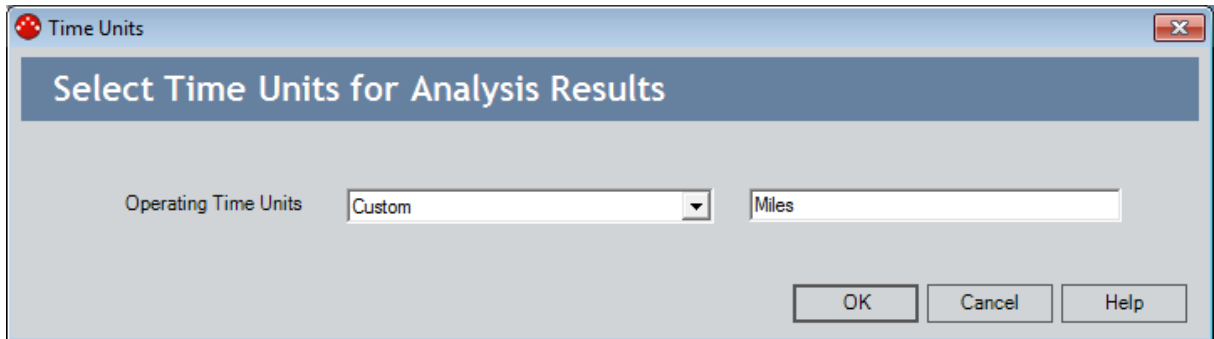 Time Units
Select Time Units for Analysis Results
Operating Time Units Custom Miles
OK Cancel Help